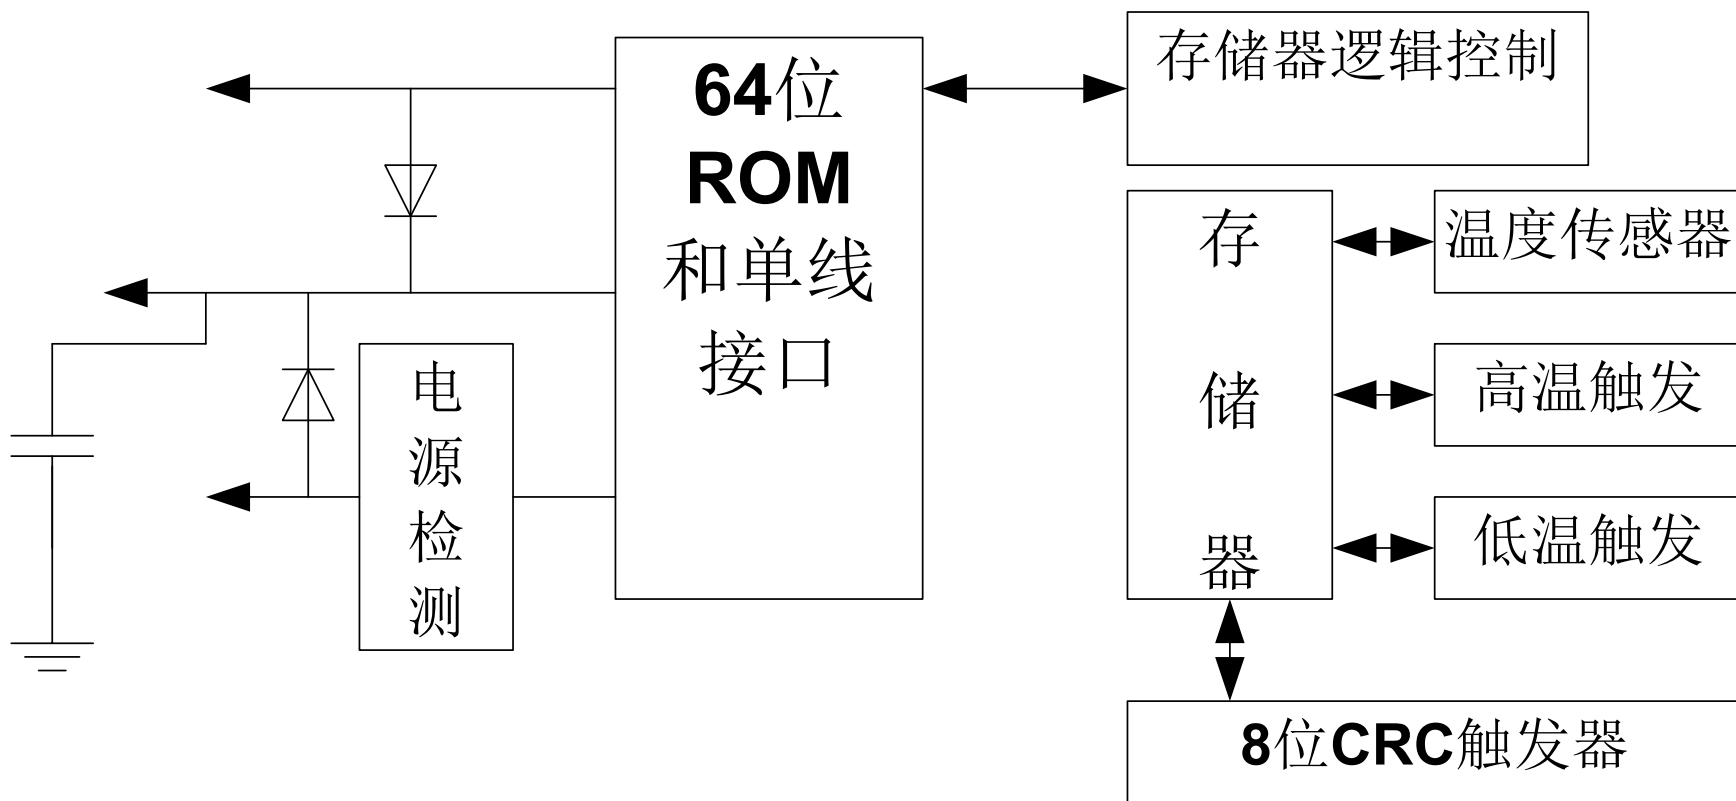 64位
ROM
和单线
接口
电
源
检
测
存储器逻辑控制
存
储
器
温度传感器
高温触发
低温触发
8位CRC触发器